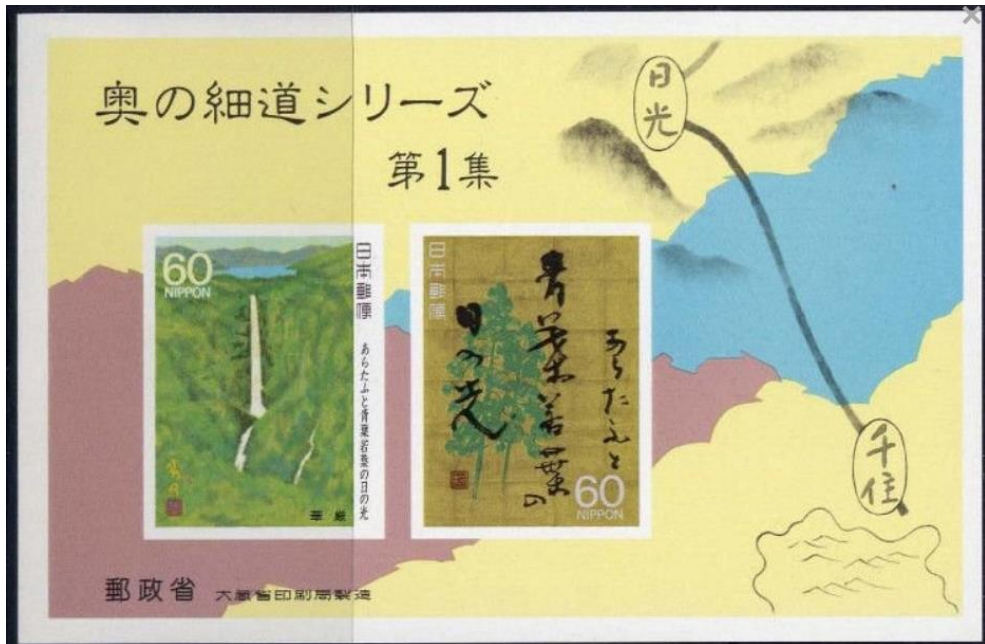 奥の細道シリーズ
第1集
日光
千住
60
NIPPON
日本郵便
あらたふと青葉若葉の日の光
華厳
日本郵便
あらたふと
青葉若葉の
日の光
60
NIPPON
郵政省 大蔵省印刷局製造